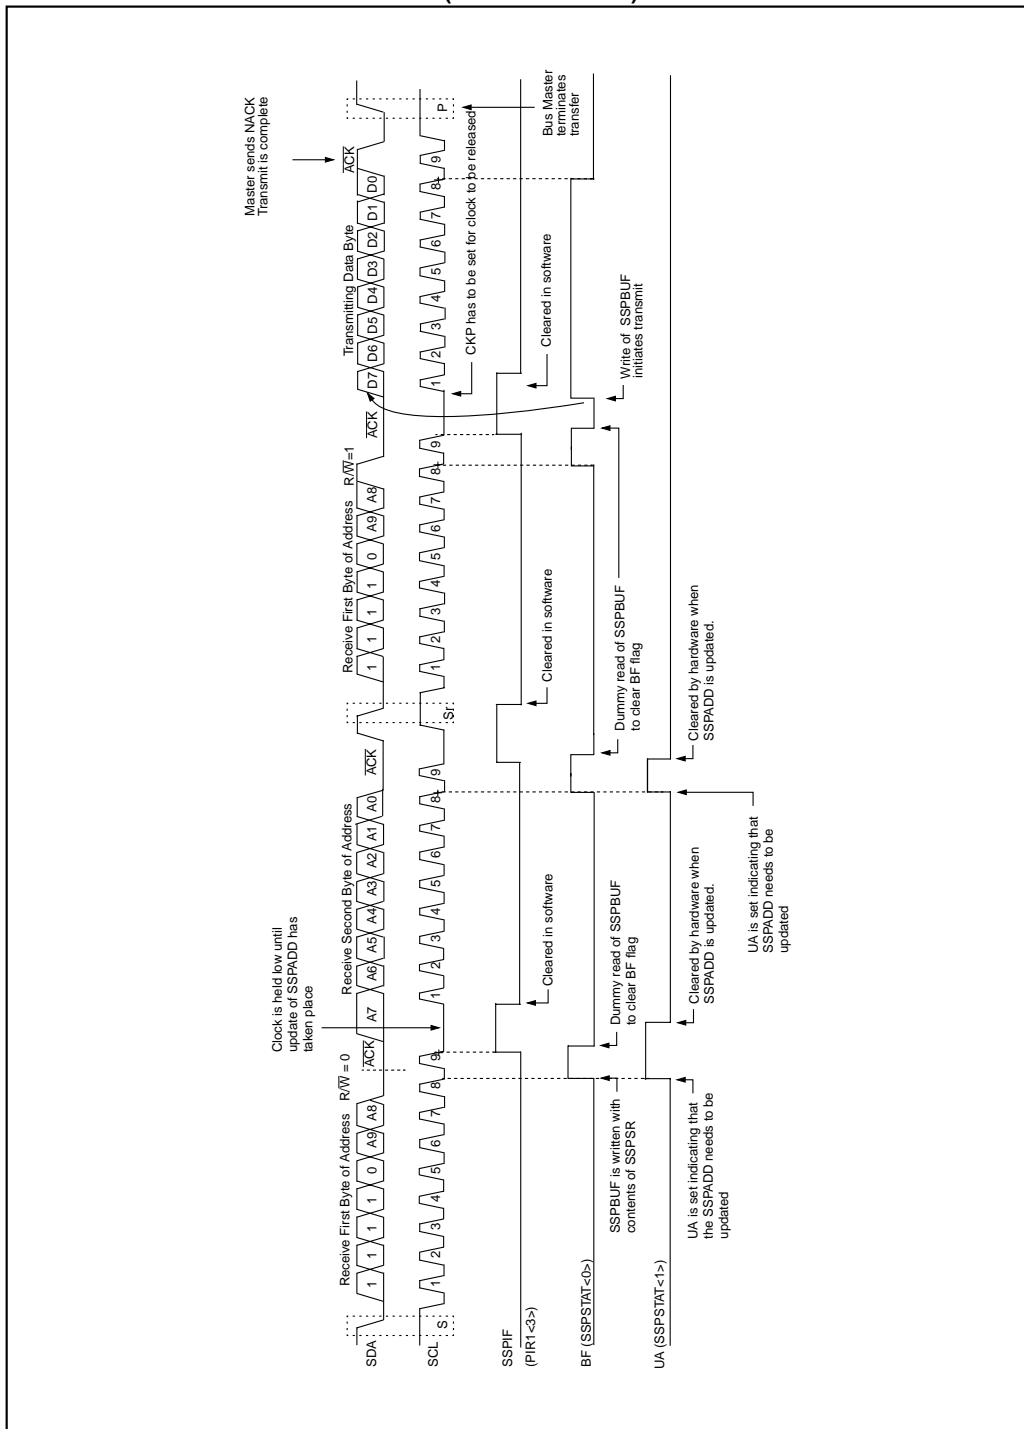 Master sends NACK
Transmit is complete
Clock is held low until
update of SSPADD has
taken place
Receive First Byte of Address R/W = 0
Receive Second Byte of Address
Receive First Byte of Address R/W=1
Transmitting Data Byte
ACK
ACK
ACK
ACK
SDA
1 1 1 1 0 A9 A8
A7 A6 A5 A4 A3 A2 A1 A0
1 1 1 1 0 A9 A8
D7 D6 D5 D4 D3 D2 D1 D0
SCL
S 1 2 3 4 5 6 7 8 9
1 2 3 4 5 6 7 8 9
Sr 1 2 3 4 5 6 7 8 9
1 2 3 4 5 6 7 8 9 P
CKP has to be set for clock to be released
Bus Master
terminates
transfer
SSPIF
(PIR1<3>)
Cleared in software
Cleared in software
Cleared in software
BF (SSPSTAT<0>)
SSPBUF is written with
contents of SSPSR
Dummy read of SSPBUF
to clear BF flag
Dummy read of SSPBUF
to clear BF flag
Write of SSPBUF
initiates transmit
UA (SSPSTAT<1>)
UA is set indicating that
the SSPADD needs to be
updated
Cleared by hardware when
SSPADD is updated.
UA is set indicating that
SSPADD needs to be
updated
Cleared by hardware when
SSPADD is updated.